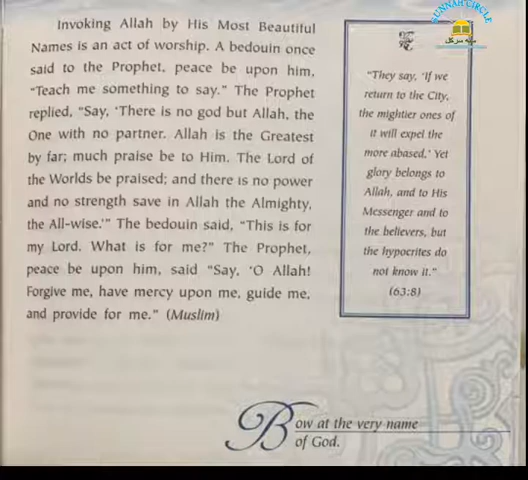 SUNNAH CIRCLE
Invoking Allah by His Most Beautiful
Names is an act of worship. A bedouin once
said to the Prophet, peace be upon him,
“Teach me something to say.” The Prophet
replied, “Say, ‘There is no god but Allah, the
One with no partner. Allah is the Greatest
by far; much praise be to Him. The Lord of
the Worlds be praised; and there is no power
and no strength save in Allah the Almighty,
the All-wise.’” The bedouin said, “This is for
my Lord. What is for me?” The Prophet,
peace be upon him, said “Say, ‘O Allah!
Forgive me, have mercy upon me, guide me,
and provide for me.” (Muslim)
“They say, ‘If we
return to the City,
the mightier ones of
it will expel the
more abased,’ Yet
glory belongs to
Allah, and to His
Messenger and to
the believers, but
the hypocrites do
not know it.”
(63:8)
Bow at the very name
of God.